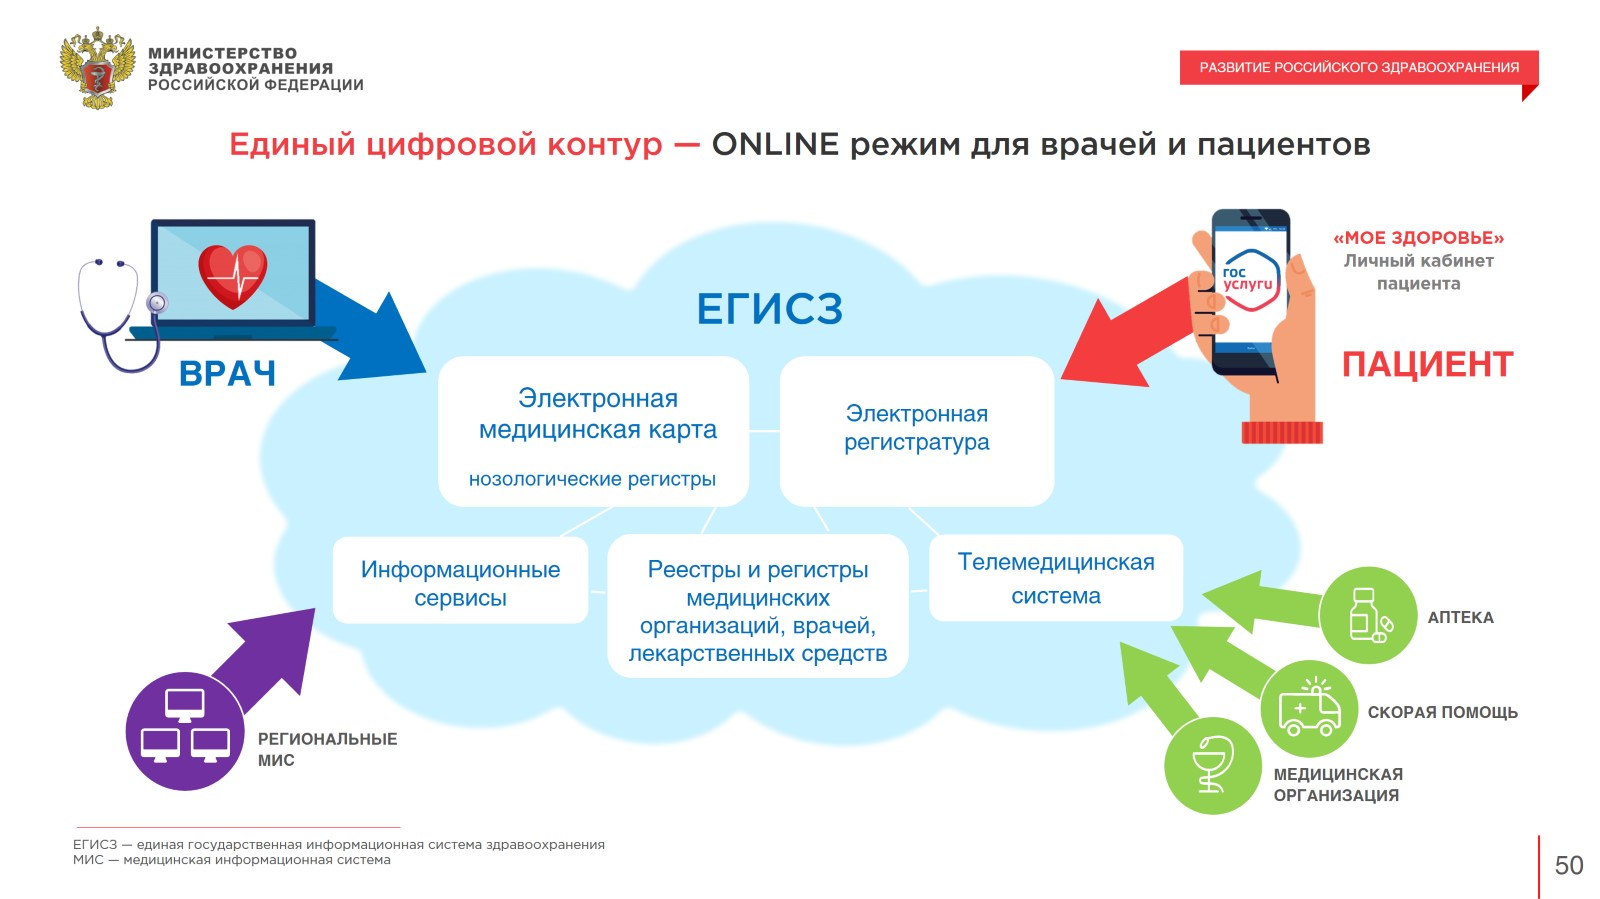 МИНИСТЕРСТВО
ЗДРАВООХРАНЕНИЯ
РОССИЙСКОЙ ФЕДЕРАЦИИ
РАЗВИТИЕ РОССИЙСКОГО ЗДРАВООХРАНЕНИЯ
Единый цифровой контур — ONLINE режим для врачей и пациентов
ВРАЧ
ЕГИСЗ
гос
услуги
«МОЕ ЗДОРОВЬЕ»
Личный кабинет
пациента
ПАЦИЕНТ
Электронная
медицинская карта
нозологические регистры
Электронная
регистратура
Информационные
сервисы
Реестры и регистры
медицинских
организаций, врачей,
лекарственных средств
Телемедицинская
система
АПТЕКА
СКОРАЯ ПОМОЩЬ
МЕДИЦИНСКАЯ
ОРГАНИЗАЦИЯ
РЕГИОНАЛЬНЫЕ
МИС
ЕГИСЗ — единая государственная информационная система здравоохранения
МИС — медицинская информационная система
50